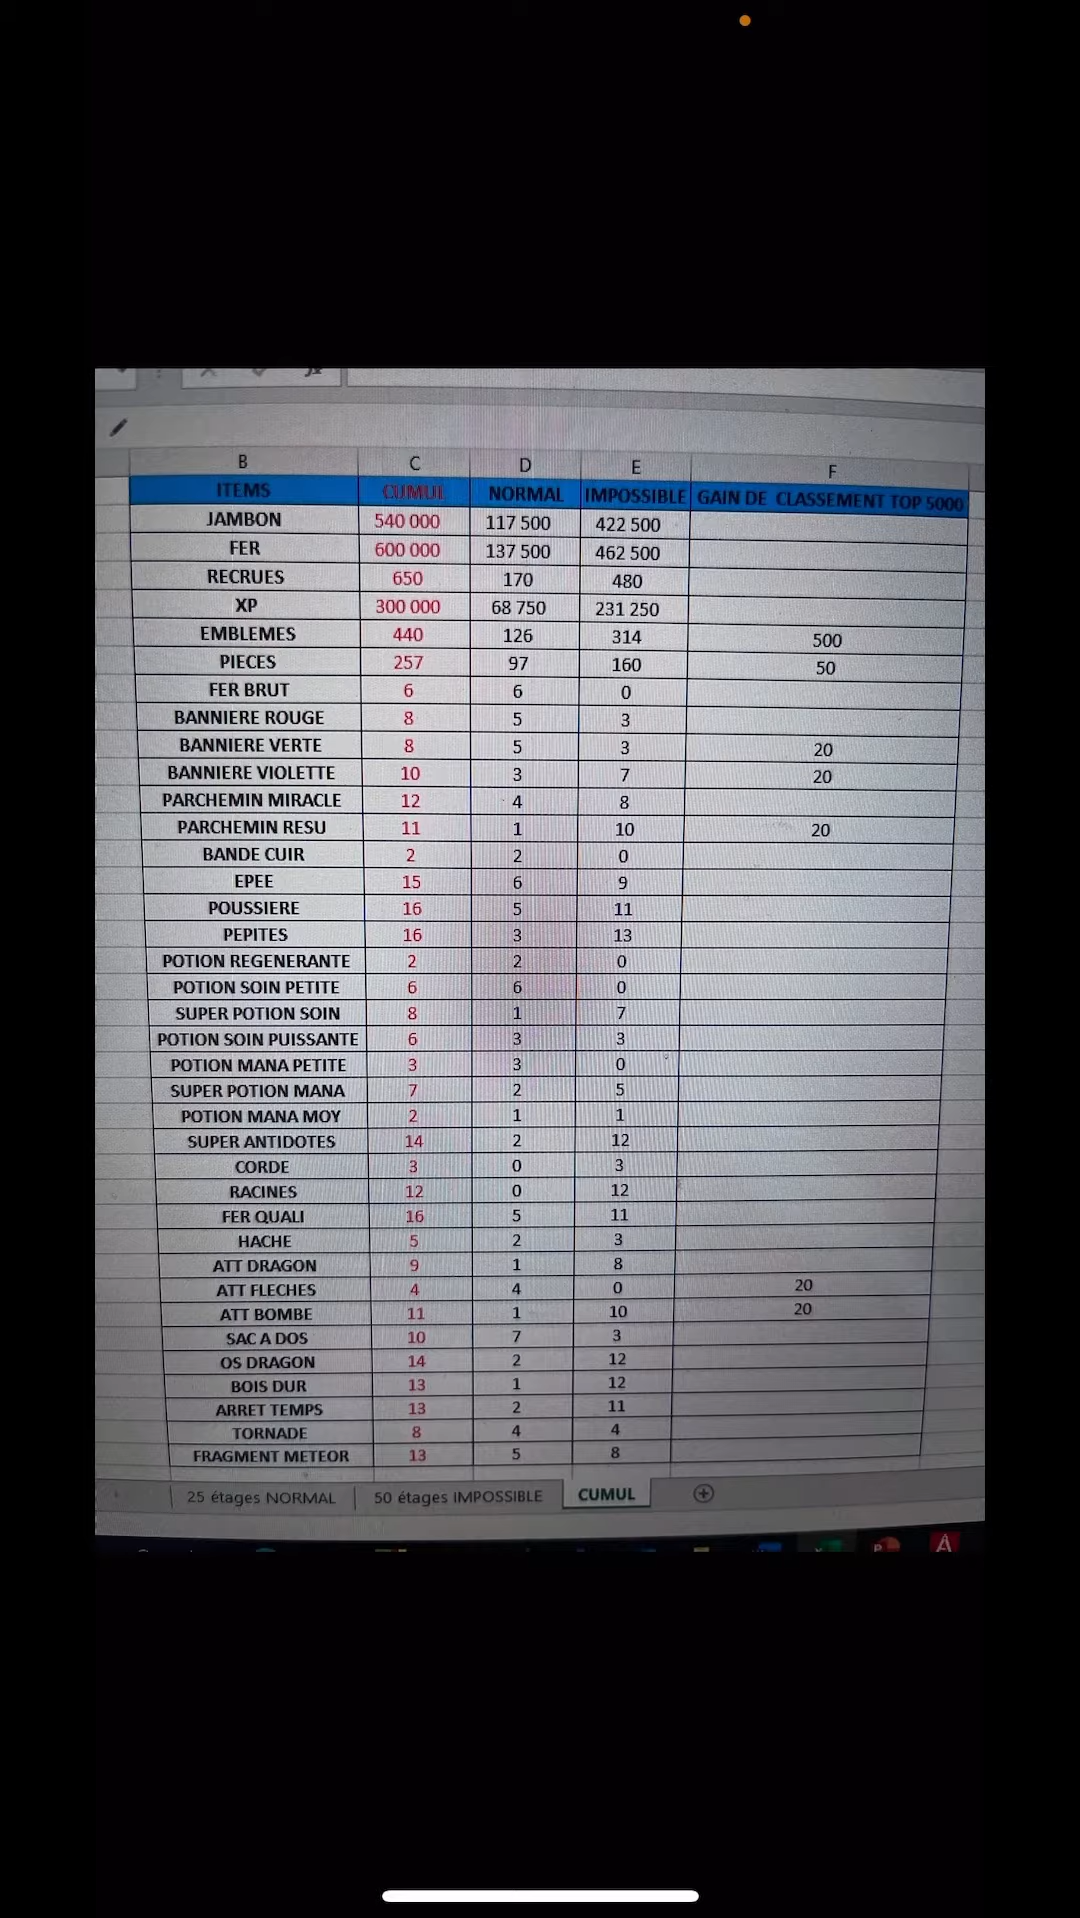 B C D E F
ITEMS CUMUL NORMAL IMPOSSIBLE GAIN DE CLASSEMENT TOP 5000
JAMBON 540 000 117 500 422 500
FER 600 000 137 500 462 500
RECRUES 650 170 480
XP 300 000 68 750 231 250
EMBLEMES 440 126 314 500
PIECES 257 97 160 50
FER BRUT 6 6 0
BANNIERE ROUGE 8 5 3
BANNIERE VERTE 8 5 3 20
BANNIERE VIOLETTE 10 3 7 20
PARCHEMIN MIRACLE 12 4 8
PARCHEMIN RESU 11 1 10 20
BANDE CUIR 2 2 0
EPEE 15 6 9
POUSSIERE 16 5 11
PEPITES 16 3 13
POTION REGENERANTE 2 2 0
POTION SOIN PETITE 6 6 0
SUPER POTION SOIN 8 1 7
POTION SOIN PUISSANTE 6 3 3
POTION MANA PETITE 3 3 0
SUPER POTION MANA 7 2 5
POTION MANA MOY 2 1 1
SUPER ANTIDOTES 14 2 12
CORDE 3 0 3
RACINES 12 0 12
FER QUALI 16 5 11
HACHE 5 2 3
ATT DRAGON 9 1 8
ATT FLECHES 4 4 0 20
ATT BOMBE 11 1 10 20
SAC A DOS 10 7 3
OS DRAGON 14 2 12
BOIS DUR 13 1 12
ARRET TEMPS 13 2 11
TORNADE 8 4 4
FRAGMENT METEOR 13 5 8
25 étages NORMAL 50 étages IMPOSSIBLE CUMUL